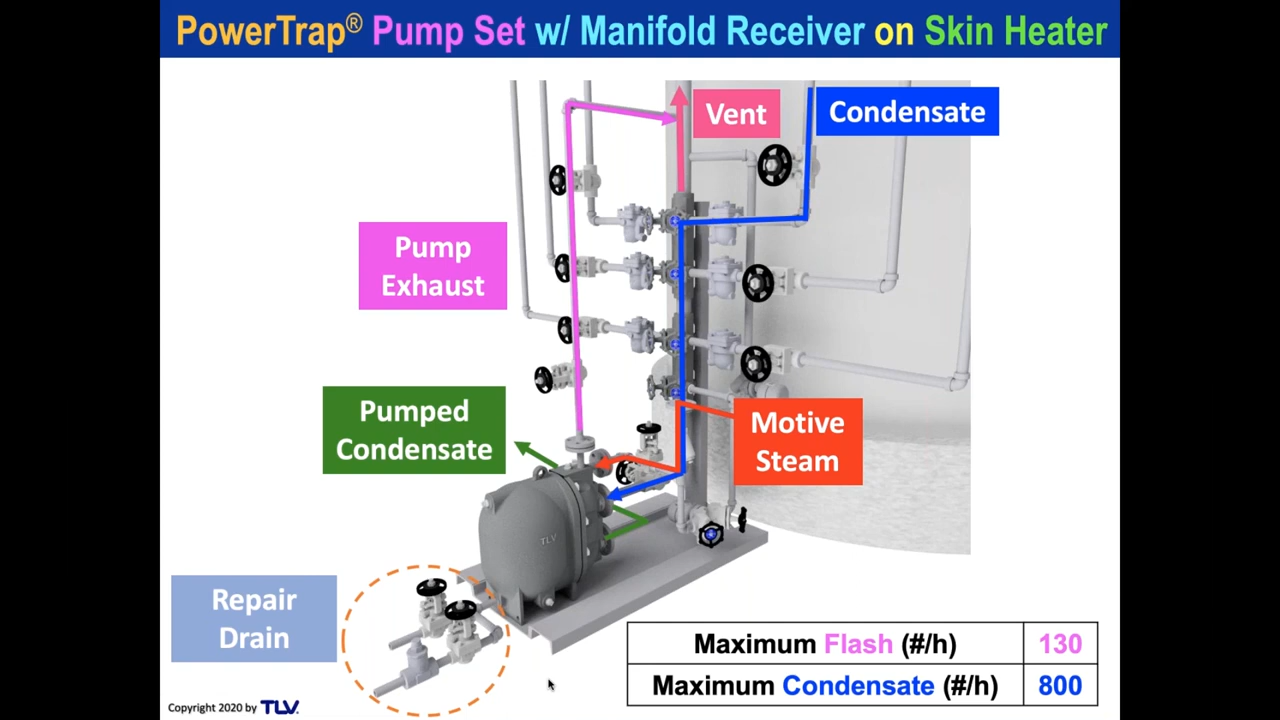 PowerTrap® Pump Set w/ Manifold Receiver on Skin Heater
Vent
Condensate
Pump
Exhaust
Pumped
Condensate
Motive
Steam
TLV
Repair
Drain
Maximum Flash (#/h) 130
Maximum Condensate (#/h) 800
Copyright 2020 by TLV.